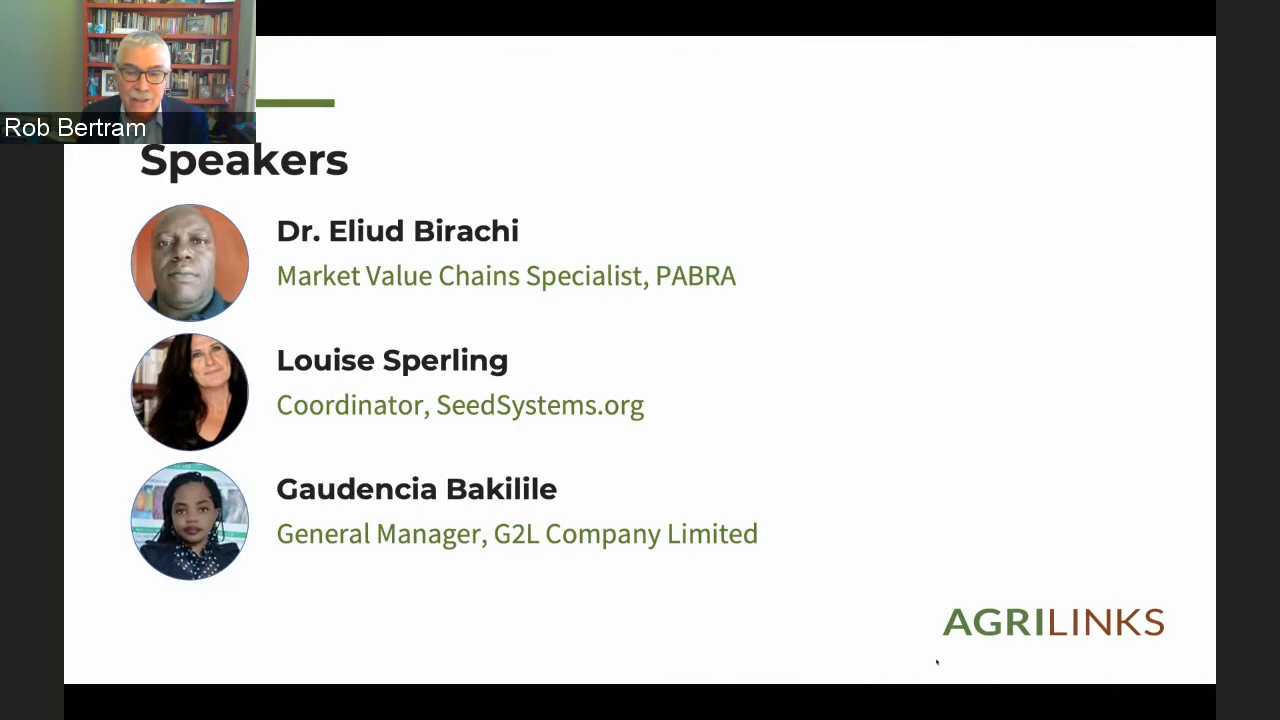 Rob Bertram
Speakers
Dr. Eliud Birachi
Market Value Chains Specialist, PABRA
Louise Sperling
Coordinator, SeedSystems.org
Gaudencia Bakilile
General Manager, G2L Company Limited
AGRILINKS